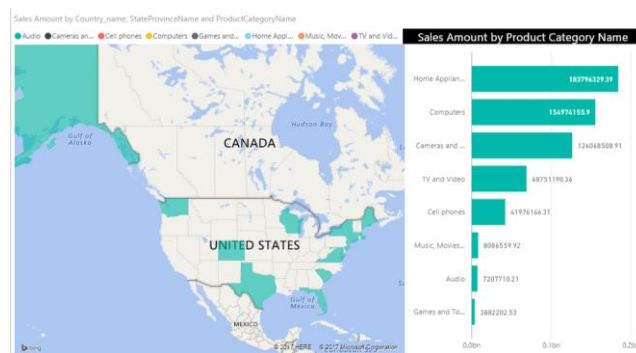 Sales Amount by Country_name, StateProvinceName and ProductCategoryName
Audio Cameras an... Cell phones Computers Games and... Home Appl... Music, Mov... TV and Vid...
Gulf of
Alaska
Hudson Bay
CANADA
UNITED STATES
Gulf of
Mexico
MEXICO
bing
© 2017 HERE © 2017 Microsoft Corporation
Sales Amount by Product Category Name
Home Applian... 183796329.39
Computers 154976155.9
Cameras and ... 126068508.91
TV and Video 68751190.36
Cell phones 41976166.31
Music, Movies... 8086559.92
Audio 7207710.21
Games and To... 3882202.53
0.0bn 0.1bn 0.2b